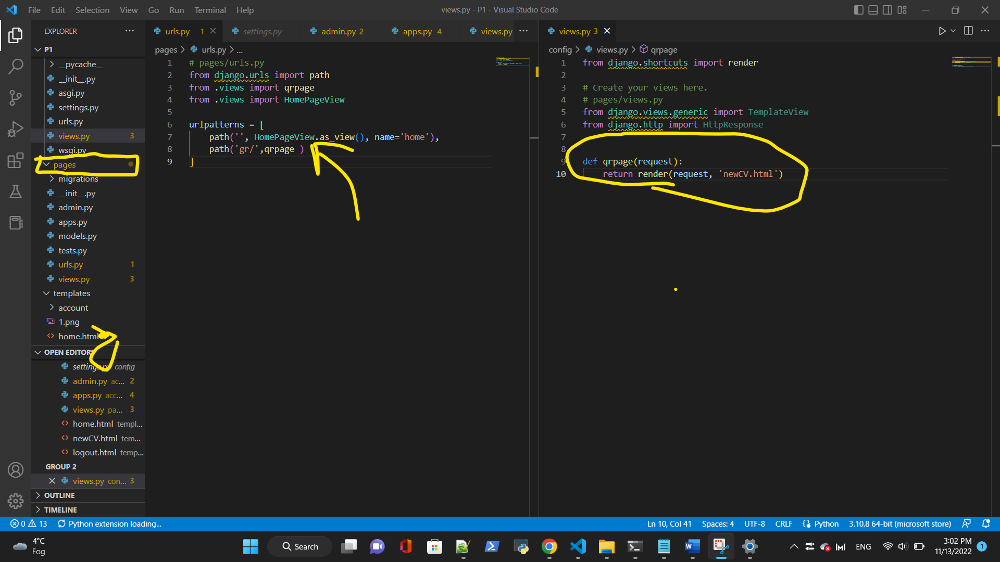 File Edit Selection View Go Run Terminal Help
views.py - P1 - Visual Studio Code
EXPLORER
P1
__pycache__
__init__.py
asgi.py
settings.py
urls.py
views.py 3
wsgi.py
pages
migrations
__init__.py
admin.py
apps.py
models.py
tests.py
urls.py 1
views.py 3
templates
account
1.png
home.html
OPEN EDITORS
settings.py config
admin.py ac... 2
apps.py acc... 4
views.py pa... 3
home.html templ...
newCV.html tem...
logout.html temp...
GROUP 2
views.py con... 3
OUTLINE
TIMELINE
urls.py 1
settings.py
admin.py 2
apps.py 4
views.py
pages > urls.py > ...
1 # pages/urls.py
2 from django.urls import path
3 from .views import qrpage
4 from .views import HomePageView
5
6 urlpatterns = [
7 path('', HomePageView.as_view(), name='home'),
8 path('gr/',qrpage )
9 ]
views.py 3
config > views.py > qrpage
1 from django.shortcuts import render
2
3 # Create your views here.
4 # pages/views.py
5 from django.views.generic import TemplateView
6 from django.http import HttpResponse
7
8
9 def qrpage(request):
10 return render(request, 'newCV.html')
0 13 Python extension loading...
Ln 10, Col 41 Spaces: 4 UTF-8 CRLF Python 3.10.8 64-bit (microsoft store)
4°C
Fog
Search
ENG
3:02 PM
11/13/2022
1